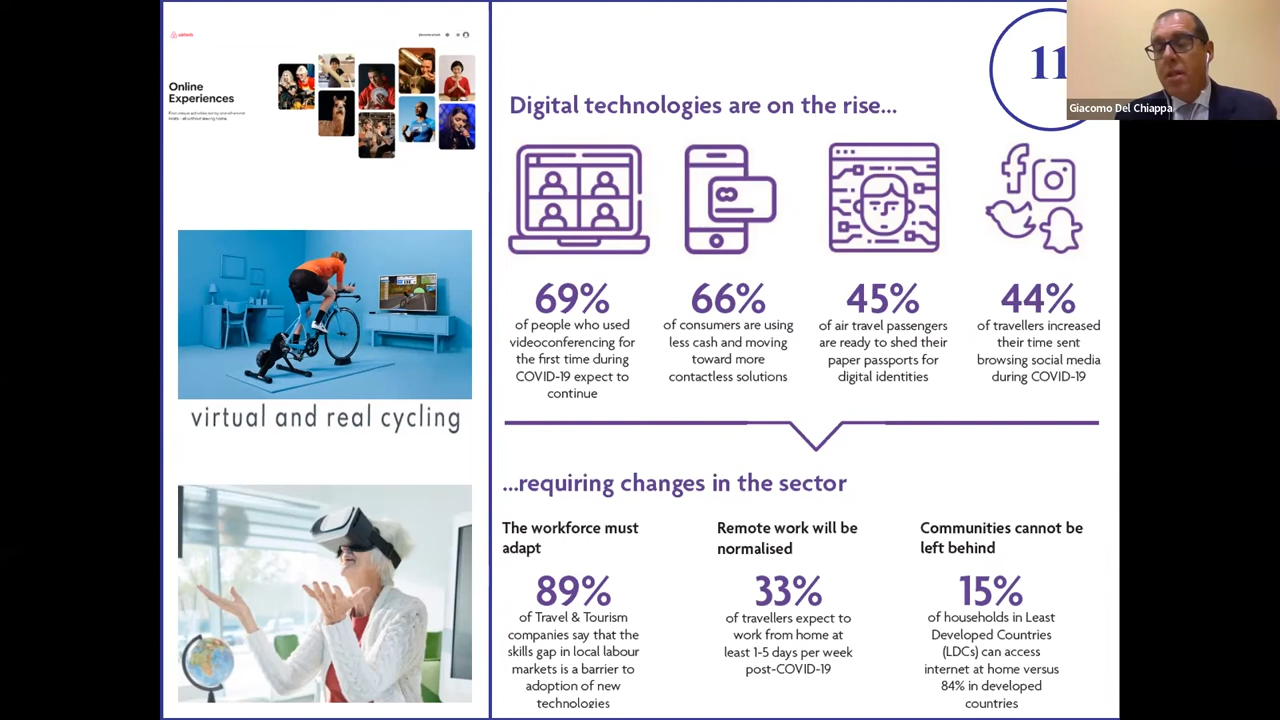 airbnb
Online
Experiences
Digital technologies are on the rise...
11
Giacomo Del Chiappa
69%
of people who used
videoconferencing for
the first time during
COVID-19 expect to
continue
66%
of consumers are using
less cash and moving
toward more
contactless solutions
45%
of air travel passengers
are ready to shed their
paper passports for
digital identities
44%
of travellers increased
their time sent
browsing social media
during COVID-19
virtual and real cycling
...requiring changes in the sector
The workforce must
adapt
89%
of Travel & Tourism
companies say that the
skills gap in local labour
markets is a barrier to
adoption of new
technologies
Remote work will be
normalised
33%
of travellers expect to
work from home at
least 1-5 days per week
post-COVID-19
Communities cannot be
left behind
15%
of households in Least
Developed Countries
(LDCs) can access
internet at home versus
84% in developed
countries